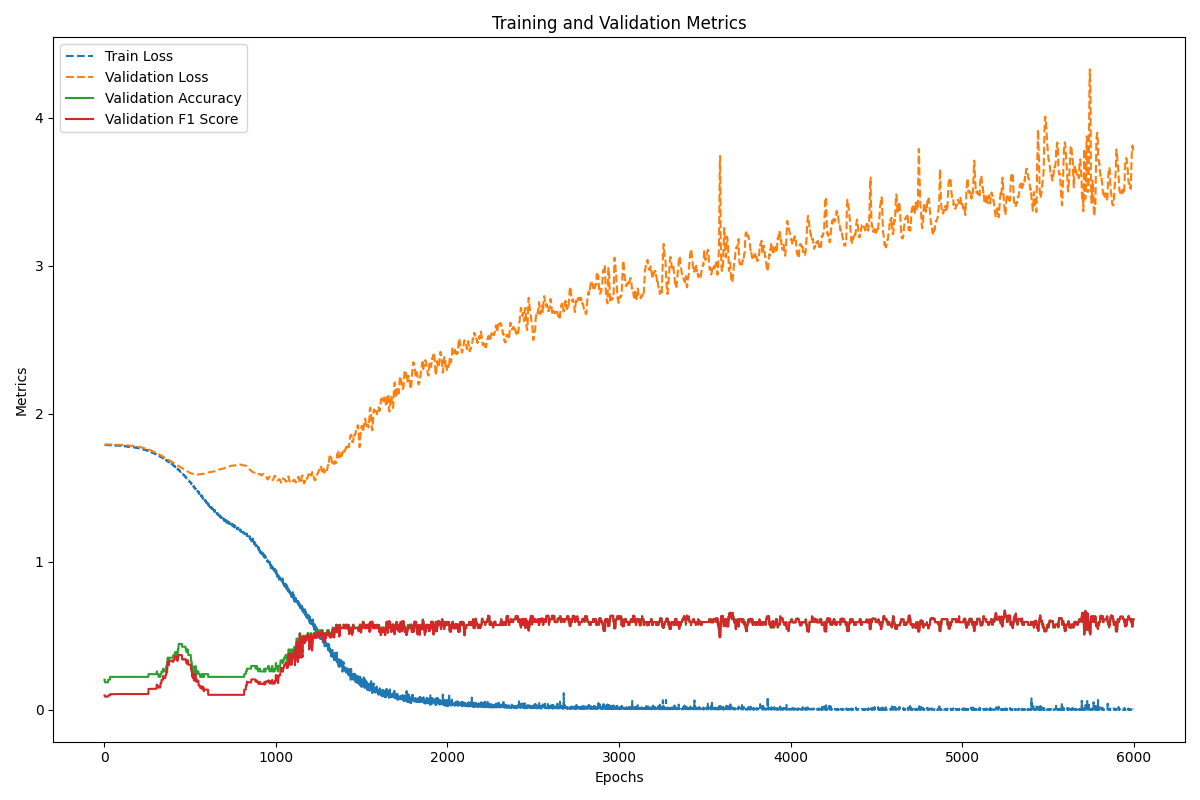 Training and Validation Metrics
Train Loss
Validation Loss
Validation Accuracy
Validation F1 Score
4
3
2
1
0
Metrics
0 1000 2000 3000 4000 5000 6000
Epochs